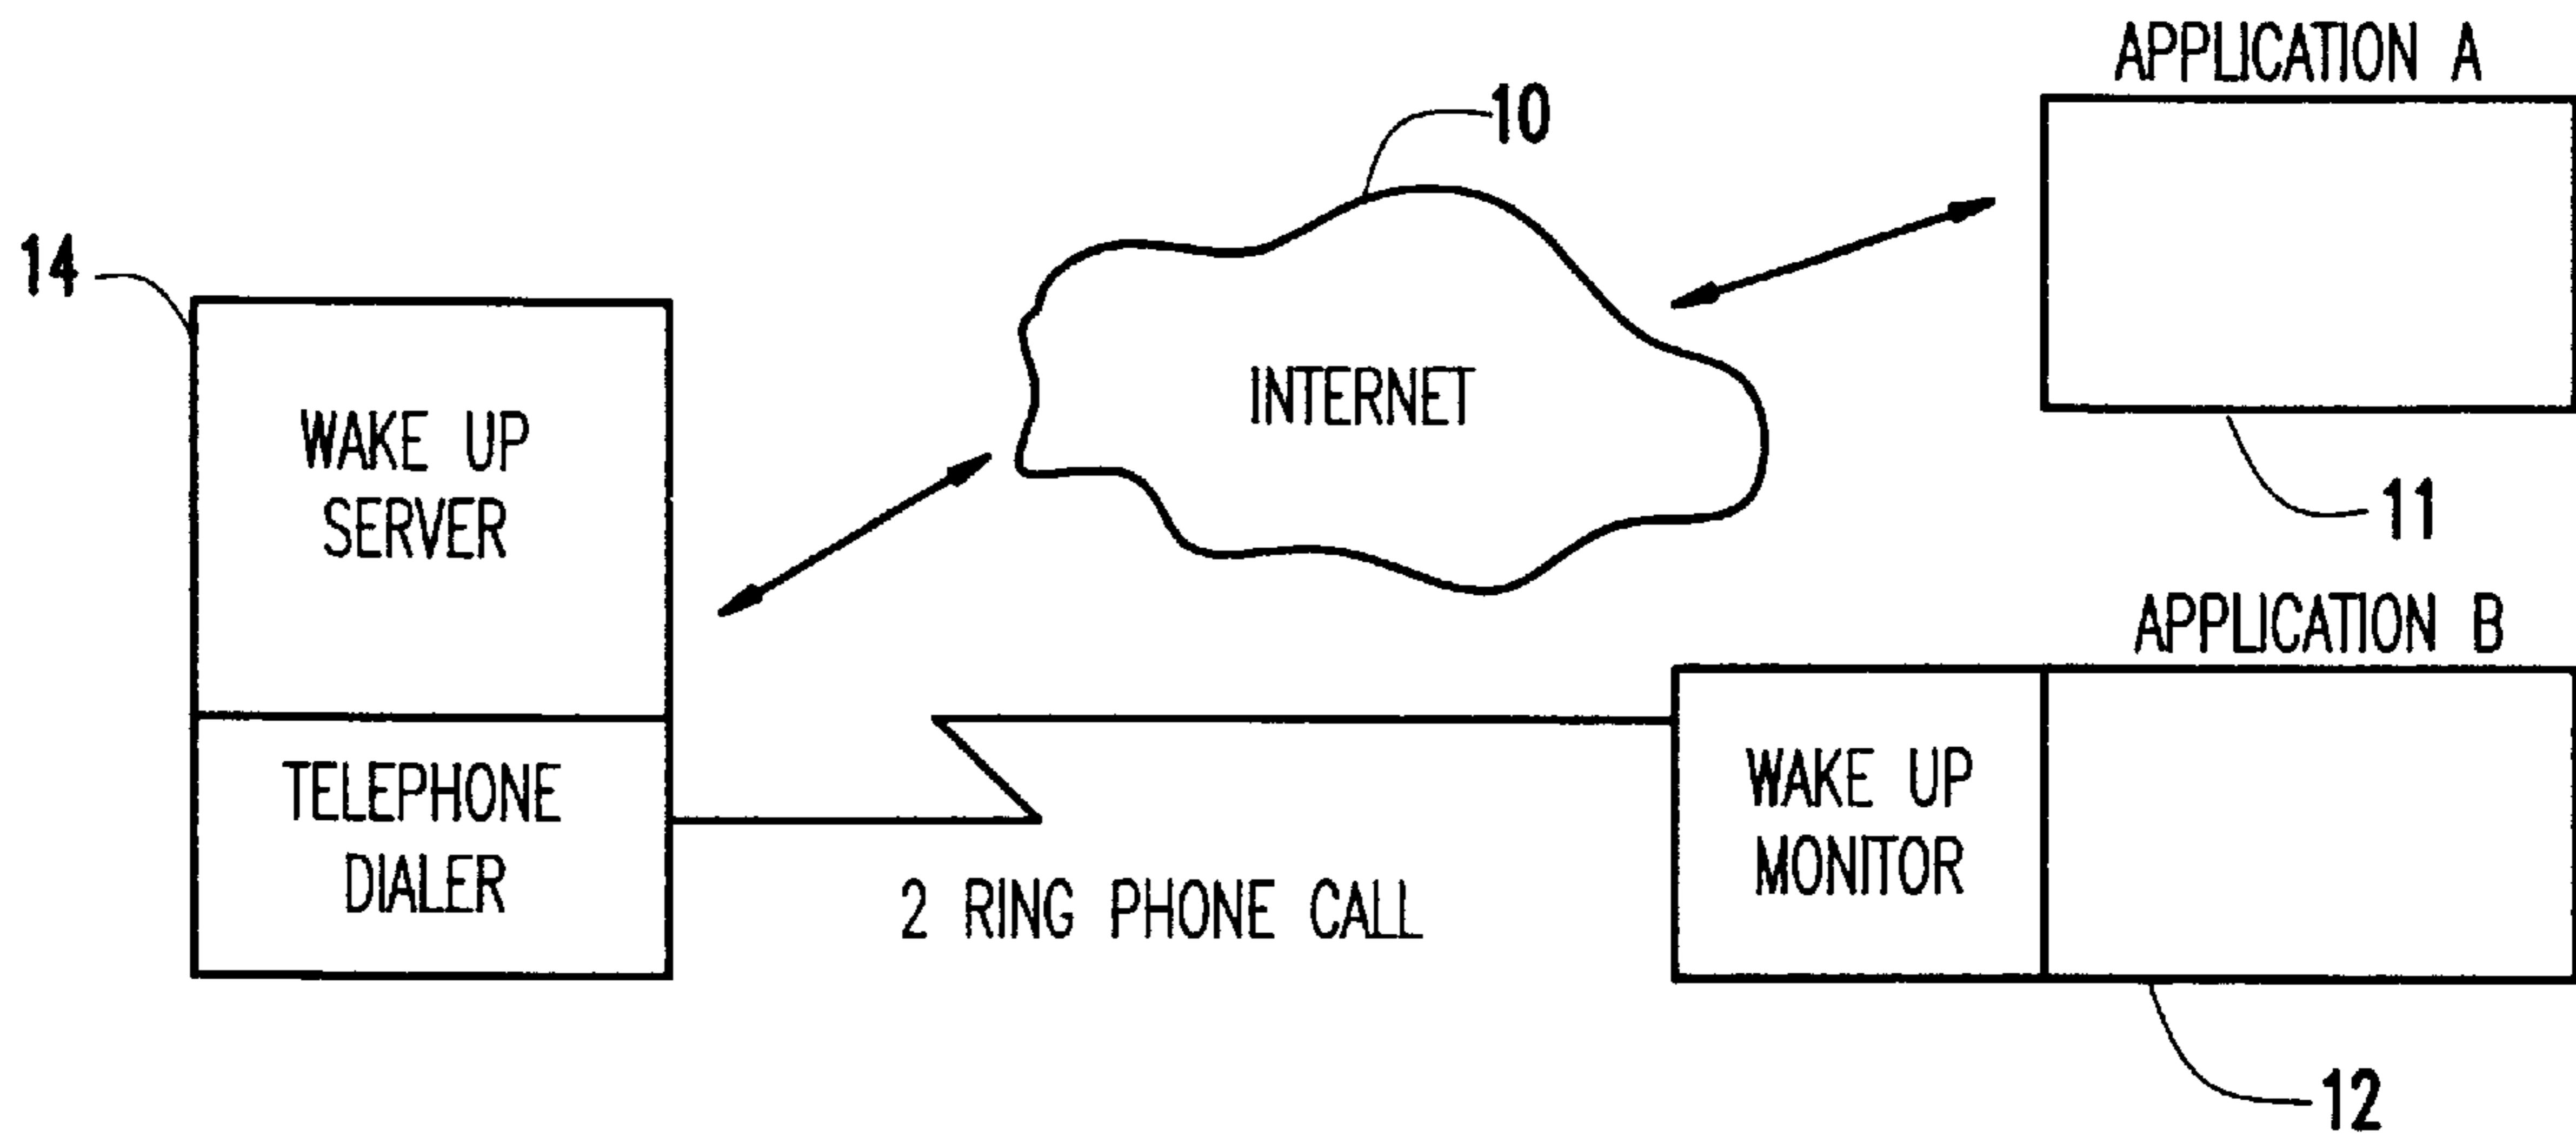 APPLICATION A
10
14
INTERNET
WAKE UP
SERVER
11
APPLICATION B
TELEPHONE
DIALER
WAKE UP
MONITOR
2 RING PHONE CALL
12